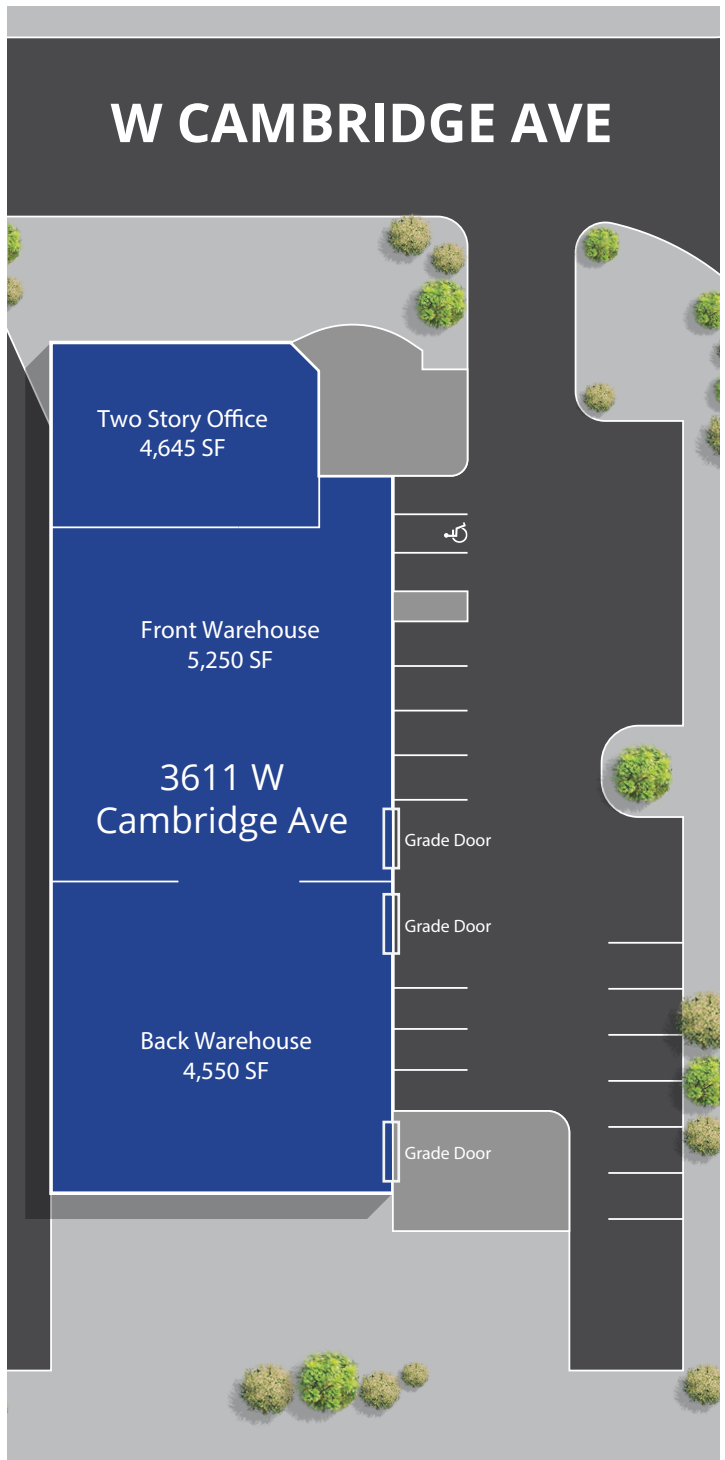 W CAMBRIDGE AVE
Two Story Office
4,645 SF
Front Warehouse
5,250 SF
3611 W
Cambridge Ave
Grade Door
Grade Door
Back Warehouse
4,550 SF
Grade Door